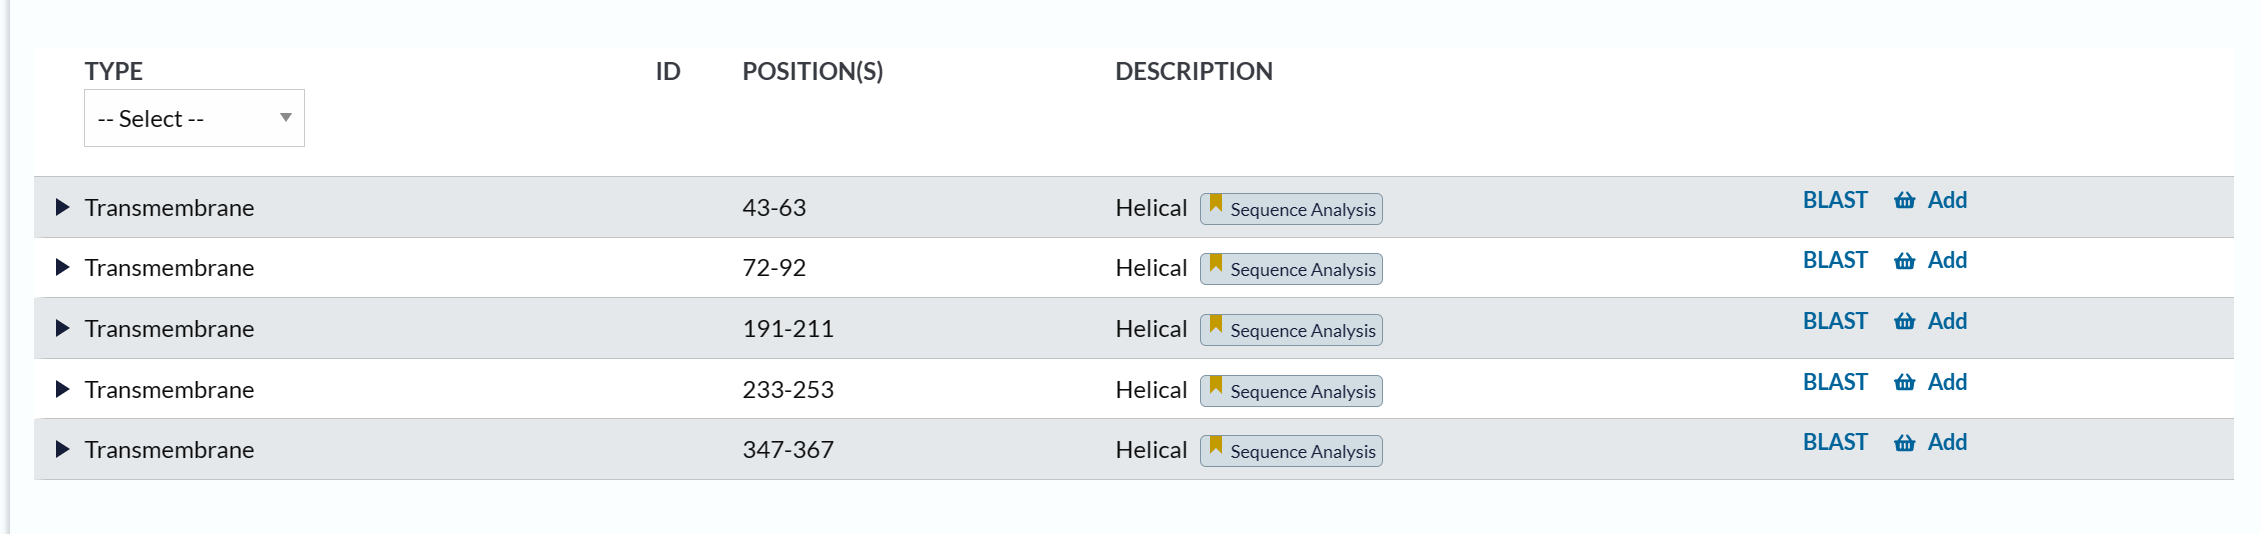 TYPE ID POSITION(S) DESCRIPTION
-- Select --
Transmembrane 43-63 Helical Sequence Analysis BLAST Add
Transmembrane 72-92 Helical Sequence Analysis BLAST Add
Transmembrane 191-211 Helical Sequence Analysis BLAST Add
Transmembrane 233-253 Helical Sequence Analysis BLAST Add
Transmembrane 347-367 Helical Sequence Analysis BLAST Add